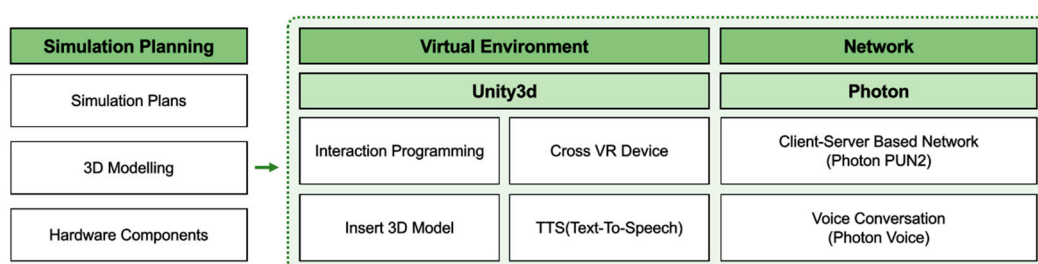 Simulation Planning
Simulation Plans
3D Modelling
Hardware Components
Virtual Environment
Network
Unity3d
Photon
Interaction Programming
Cross VR Device
Client-Server Based Network
(Photon PUN2)
Insert 3D Model
TTS(Text-To-Speech)
Voice Conversation
(Photon Voice)